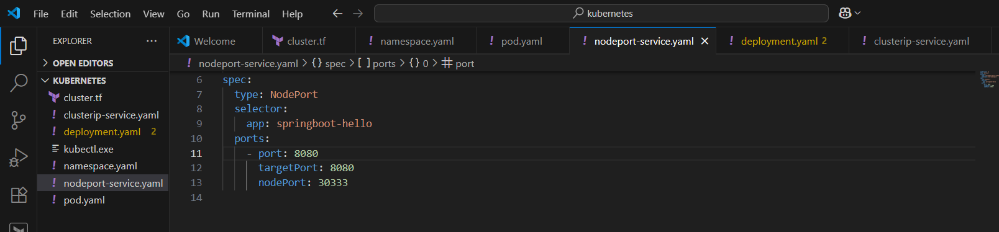 File Edit Selection View Go Run Terminal Help kubernetes
EXPLORER
Welcome cluster.tf namespace.yaml pod.yaml nodeport-service.yaml deployment.yaml 2 clusterip-service.yaml
OPEN EDITORS
nodeport-service.yaml > {} spec > [ ] ports > {} 0 > # port
KUBERNETES
cluster.tf
clusterip-service.yaml
deployment.yaml 2
kubectl.exe
namespace.yaml
nodeport-service.yaml
pod.yaml
6 spec:
7 type: NodePort
8 selector:
9 app: springboot-hello
10 ports:
11 - port: 8080
12 targetPort: 8080
13 nodePort: 30333
14